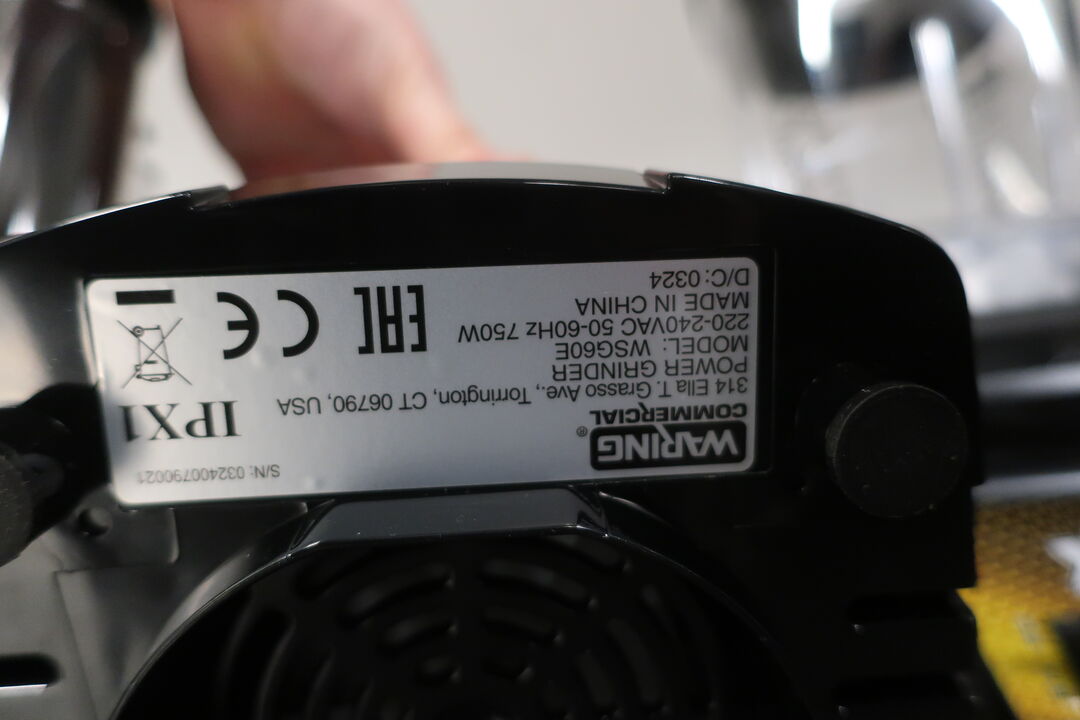 WARING®
COMMERCIAL
314 Ella T. Grasso Ave., Torrington, CT 06790, USA
POWER GRINDER
MODEL: WSG60E
220-240VAC 50-60Hz 750W
MADE IN CHINA
D/C: 0324
S/N: 032400790021
IPX1
EAC
CE